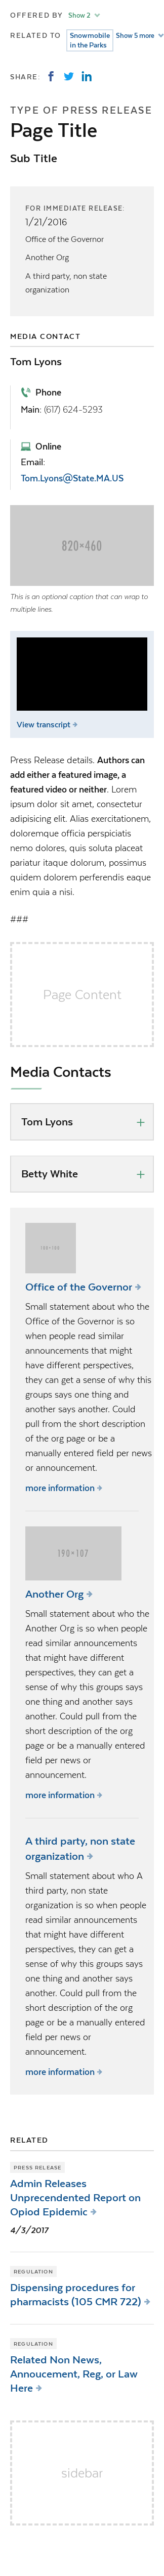 OFFERED BY Show 2
RELATED TO Snowmobile Show 5 more
in the Parks
SHARE:
TYPE OF PRESS RELEASE
Page Title
Sub Title
FOR IMMEDIATE RELEASE:
1/21/2016
Office of the Governor
Another Org
A third party, non state
organization
MEDIA CONTACT
Tom Lyons
Phone
Main: (617) 624-5293
Online
Email:
Tom.Lyons@State.MA.US
820×460
This is an optional caption that can wrap to
multiple lines.
View transcript
Press Release details. Authors can
add either a featured image, a
featured video or neither. Lorem
ipsum dolor sit amet, consectetur
adipisicing elit. Alias exercitationem,
doloremque officia perspiciatis
nemo dolores, quis soluta placeat
pariatur itaque dolorum, possimus
quidem dolorem perferendis eaque
enim quia a nisi.
###
Page Content
Media Contacts
Tom Lyons
Betty White
Office of the Governor
Small statement about who the
Office of the Governor is so
when people read similar
announcements that might
have different perspectives,
they can get a sense of why this
groups says one thing and
another says another. Could
pull from the short description
of the org page or be a
manually entered field per news
or announcement.
more information
190×107
Another Org
Small statement about who the
Another Org is so when people
read similar announcements
that might have different
perspectives, they can get a
sense of why this groups says
one thing and another says
another. Could pull from the
short description of the org
page or be a manually entered
field per news or
announcement.
more information
A third party, non state
organization
Small statement about who A
third party, non state
organization is so when people
read similar announcements
that might have different
perspectives, they can get a
sense of why this groups says
one thing and another says
another. Could pull from the
short description of the org
page or be a manually entered
field per news or
announcement.
more information
RELATED
PRESS RELEASE
Admin Releases
Unprecendented Report on
Opiod Epidemic
4/3/2017
REGULATION
Dispensing procedures for
pharmacists (105 CMR 722)
REGULATION
Related Non News,
Annoucement, Reg, or Law
Here
sidebar